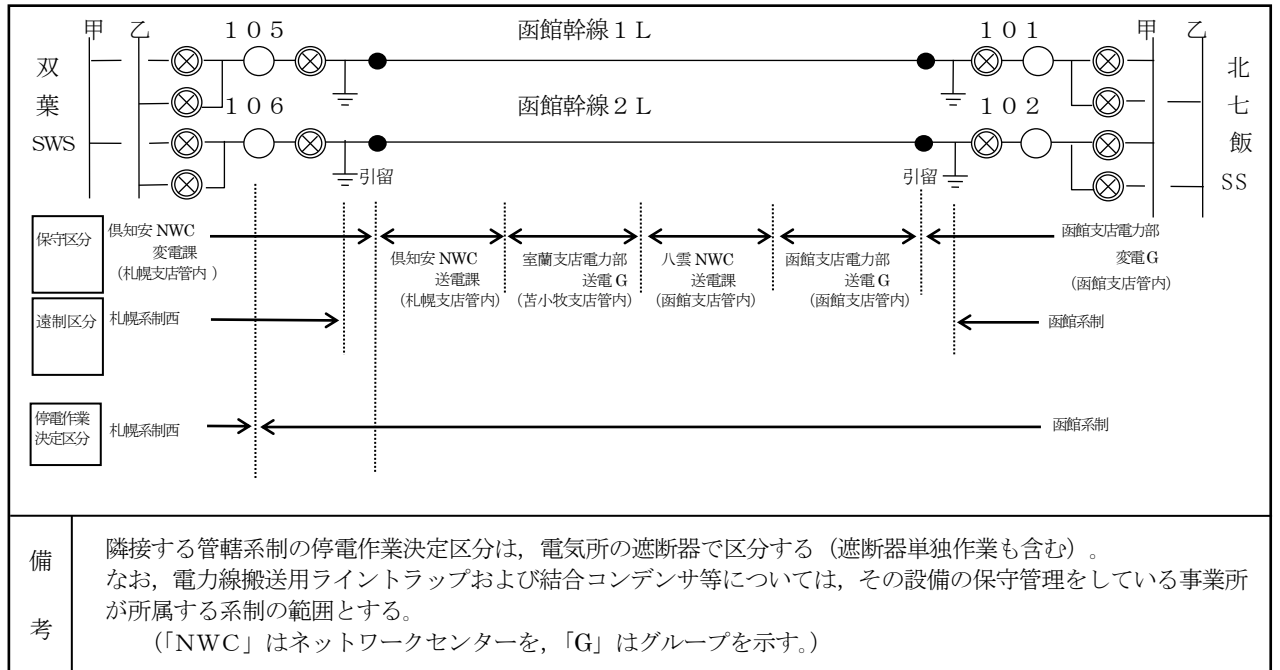 甲 乙 １０５ 函館幹線１Ｌ １０１ 甲 乙
双葉SWS
北七飯SS
１０６ 函館幹線２Ｌ １０２
引留 引留
保守区分
倶知安 NWC
変電課
（札幌支店管内）
倶知安 NWC
送電課
（札幌支店管内）
室蘭支店電力部
送電 G
（苫小牧支店管内）
八雲 NWC
送電課
（函館支店管内）
函館支店電力部
送電 G
（函館支店管内）
函館支店電力部
変電 G
（函館支店管内）
遠制区分 札幌系制西 函館系制
停電作業
決定区分
札幌系制西 函館系制
備考
隣接する管轄系制の停電作業決定区分は，電気所の遮断器で区分する（遮断器単独作業も含む）。
なお，電力線搬送用ライントラップおよび結合コンデンサ等については，その設備の保守管理をしている事業所
が所属する系制の範囲とする。
（「ＮＷＣ」はネットワークセンターを，「G」はグループを示す。）